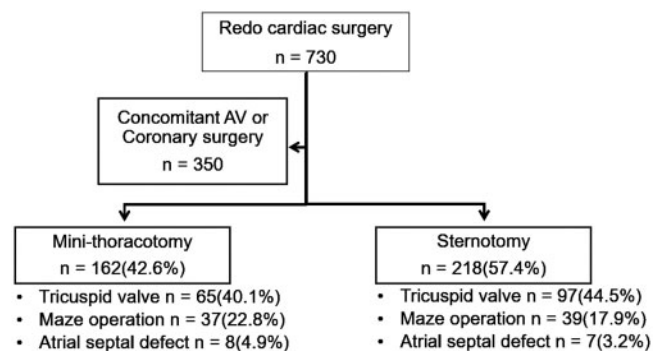 Redo cardiac surgery
n = 730
Concomitant AV or
Coronary surgery
n = 350
Mini-thoracotomy
n = 162(42.6%)
• Tricuspid valve n = 65(40.1%)
• Maze operation n = 37(22.8%)
• Atrial septal defect n = 8(4.9%)
Sternotomy
n = 218(57.4%)
• Tricuspid valve n = 97(44.5%)
• Maze operation n = 39(17.9%)
• Atrial septal defect n = 7(3.2%)